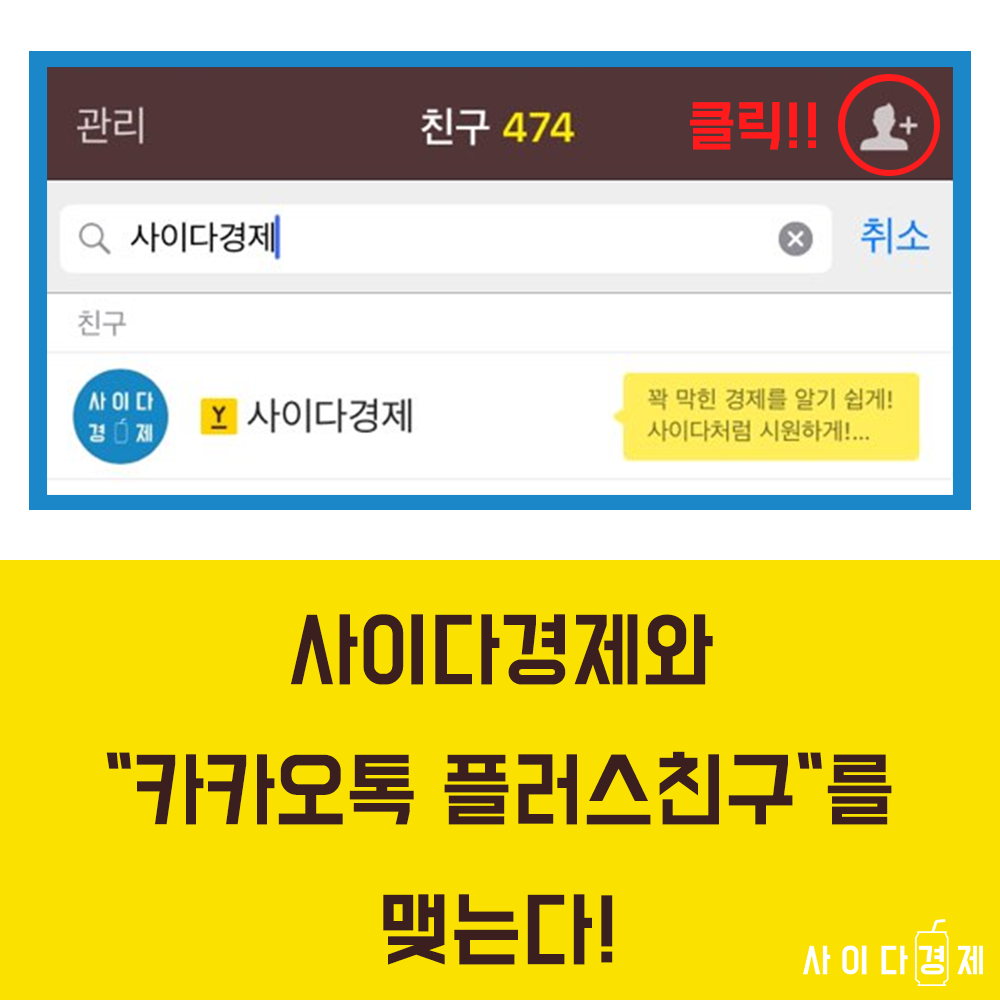 관리
친구 474
클릭!!
사이다경제
취소
친구
사이다
경제
Y 사이다경제
꽉 막힌 경제를 알기 쉽게!
사이다처럼 시원하게!...
사이다경제와
"카카오톡 플러스친구"를
맺는다!
사이다경제